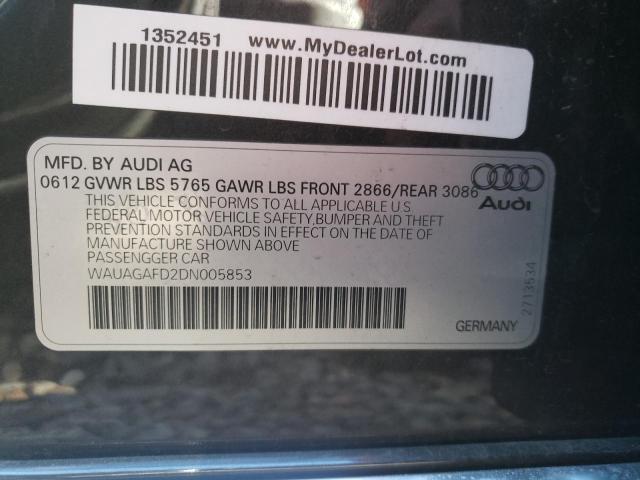 1352451 www.MyDealerLot.com
MFD. BY AUDI AG
0612 GVWR LBS 5765 GAWR LBS FRONT 2866/REAR 3086
THIS VEHICLE CONFORMS TO ALL APPLICABLE U.S
FEDERAL MOTOR VEHICLE SAFETY,BUMPER AND THEFT
PREVENTION STANDARDS IN EFFECT ON THE DATE OF
MANUFACTURE SHOWN ABOVE
PASSENGGER CAR
WAUAGAFD2DN005853
Audi
2713534
GERMANY